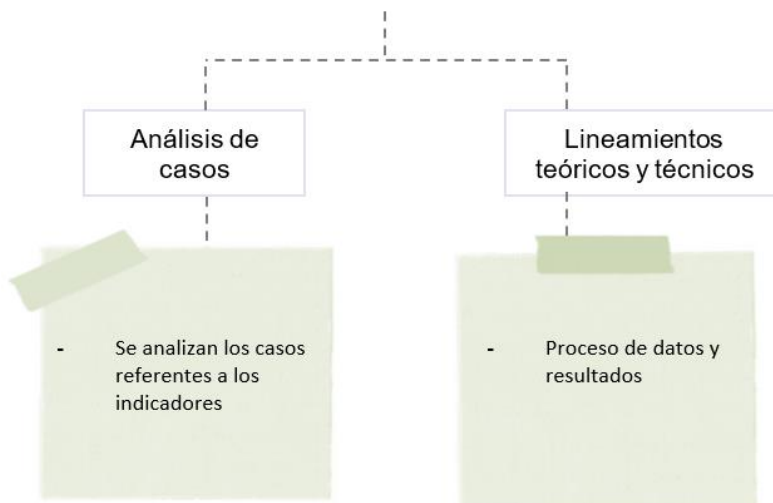 Análisis de
casos
Lineamientos
teóricos y técnicos
- Se analizan los casos
referentes a los
indicadores
- Proceso de datos y
resultados